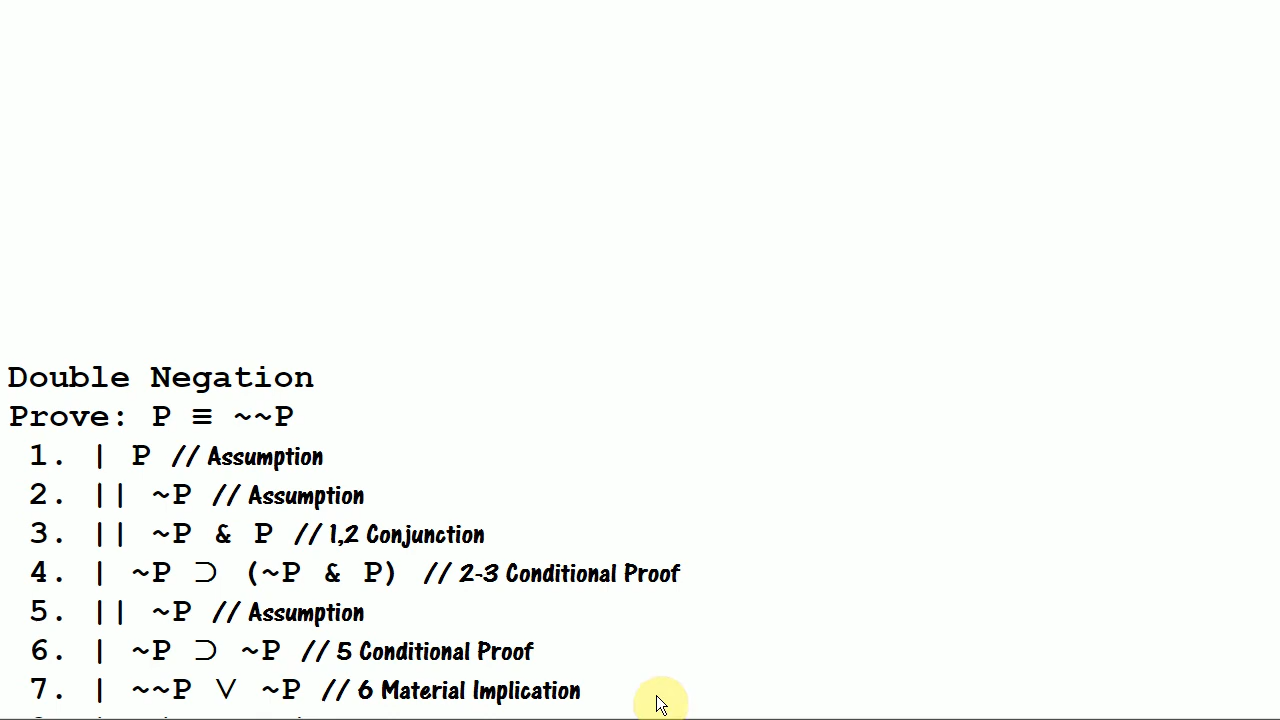 Double Negation
Prove: P ≡ ~~P
1. | P // Assumption
2. || ~P // Assumption
3. || ~P & P // 1,2 Conjunction
4. | ~P ⊃ (~P & P) // 2-3 Conditional Proof
5. || ~P // Assumption
6. | ~P ⊃ ~P // 5 Conditional Proof
7. | ~~P ∨ ~P // 6 Material Implication